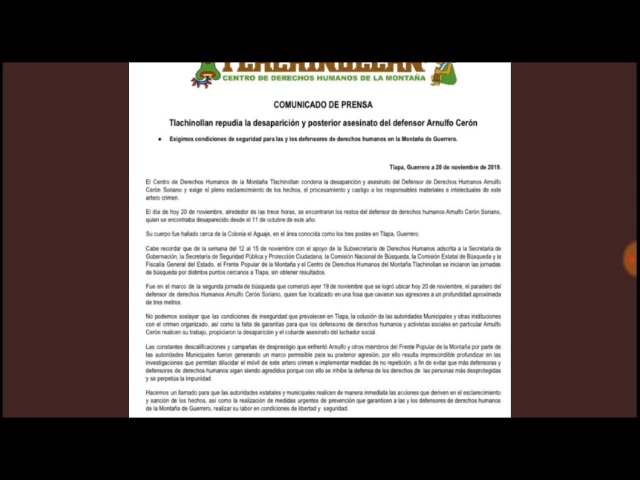 TLACHINOLLAN
CENTRO DE DERECHOS HUMANOS DE LA MONTAÑA
COMUNICADO DE PRENSA
Tlachinollan repudia la desaparición y posterior asesinato del defensor Arnulfo Cerón
• Exigimos condiciones de seguridad para las y los defensores de derechos humanos en la Montaña de Guerrero.
Tlapa, Guerrero a 20 de noviembre de 2019.
El Centro de Derechos Humanos de la Montaña Tlachinollan condena la desaparición y asesinato del Defensor de Derechos Humanos Arnulfo
Cerón Soriano y exige el pleno esclarecimiento de los hechos, el procesamiento y castigo a los responsables materiales e intelectuales de este
artero crimen.
El día de hoy 20 de noviembre, alrededor de las trece horas, se encontraron los restos del defensor de derechos humanos Arnulfo Cerón Soriano,
quien se encontraba desaparecido desde el 11 de octubre de este año.
Su cuerpo fue hallado cerca de la Colonia el Aguaje, en el área conocida como los tres postes en Tlapa, Guerrero.
Cabe recordar que de la semana del 12 al 15 de noviembre con el apoyo de la Subsecretaría de Derechos Humanos adscrita a la Secretaría de
Gobernación, la Secretaría de Seguridad Pública y Protección Ciudadana, la Comisión Nacional de Búsqueda, la Comisión Estatal de Búsqueda y la
Fiscalía General del Estado, el Frente Popular de la Montaña y el Centro de Derechos Humanos del Montaña Tlachinollan se iniciaron las jornadas
de búsqueda por distintos puntos cercanos a Tlapa, sin obtener resultados.
Fue en el marco de la segunda jornada de búsqueda que comenzó ayer 19 de noviembre que se logró ubicar hoy 20 de noviembre, el paradero del
defensor de derechos Humanos Arnulfo Cerón Soriano, quien fue localizado en una fosa que cavaron sus agresores a un profundidad aproximada
de tres metros.
No podemos soslayar que las condiciones de inseguridad que prevalecen en Tlapa, la colusión de las autoridades Municipales y otras instituciones
con el crimen organizado, así como la falta de garantías para que los defensores de derechos humanos y activistas sociales en particular Arnulfo
Cerón realicen su trabajo, propiciaron la desaparición y el cobarde asesinato del luchador social.
Las constantes descalificaciones y campañas de desprestigio que enfrentó Arnulfo y otros miembros del Frente Popular de la Montaña por parte de
las autoridades Municipales fueron generando un marco permisible para su posterior agresión, por ello resulta imprescindible profundizar en las
investigaciones que permitan dilucidar el móvil de este artero crimen e implementar medidas de no repetición, a fin de evitar que más defensoras y
defensores de derechos humanos sigan siendo agredidos porque con ello se inhibe la defensa de los derechos de las personas más desprotegidas
y se perpetúa la impunidad.
Hacemos un llamado para que las autoridades estatales y municipales realicen de manera inmediata las acciones que deriven en el esclarecimiento
y sanción de los hechos, así como la realización de medidas urgentes de prevención que garanticen a las y los defensores de derechos humanos
de la Montaña de Guerrero, realizar su labor en condiciones de libertad y seguridad.